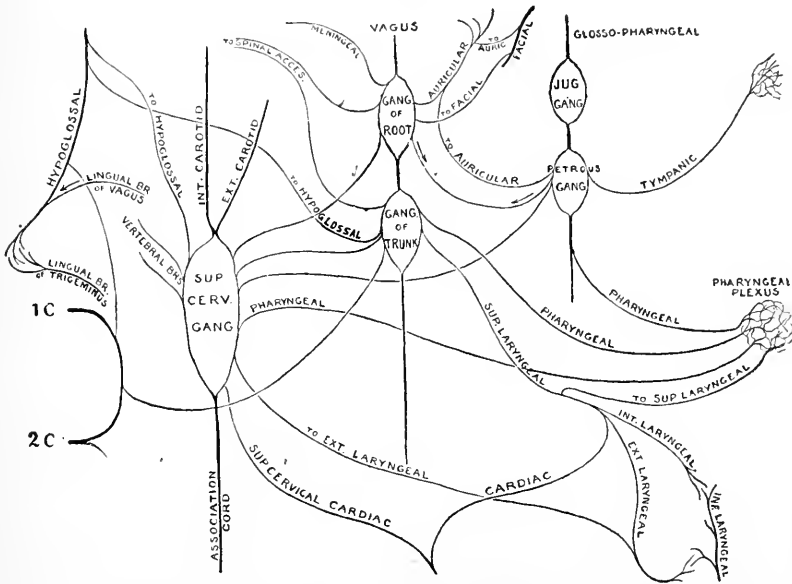 VAGUS
MENINGEAL
TO SPINAL ACCES.
AURICULAR
TO
AURIC
FACIAL
TO FACIAL
GLOSSO-PHARYNGEAL
JUG
GANG
GANG
OF
ROOT
TO AURICULAR
PETROUS
GANG
TYMPANIC
HYPOGLOSSAL
TO HYPOGLOSSAL
INT. CAROTID
EXT. CAROTID
TO HYPOGLOSSAL
LINGUAL BR.
OF VAGUS
VERTEBRAL BRS
LINGUAL BR.
OF TRIGEMINUS
GANG.
OF
TRUNK
SUP
CERV.
GANG
1C
2C
PHARYNGEAL
SUP. LARYNGEAL
PHARYNGEAL
PHARYNGEAL
PHARYNGEAL
PLEXUS
TO SUP LARYNGEAL
INT. LARYNGEAL
EXT LARYNGEAL
INF. LARYNGEAL
TO EXT. LARYNGEAL
CARDIAC
SUP CERVICAL CARDIAC
ASSOCIATION
CORD